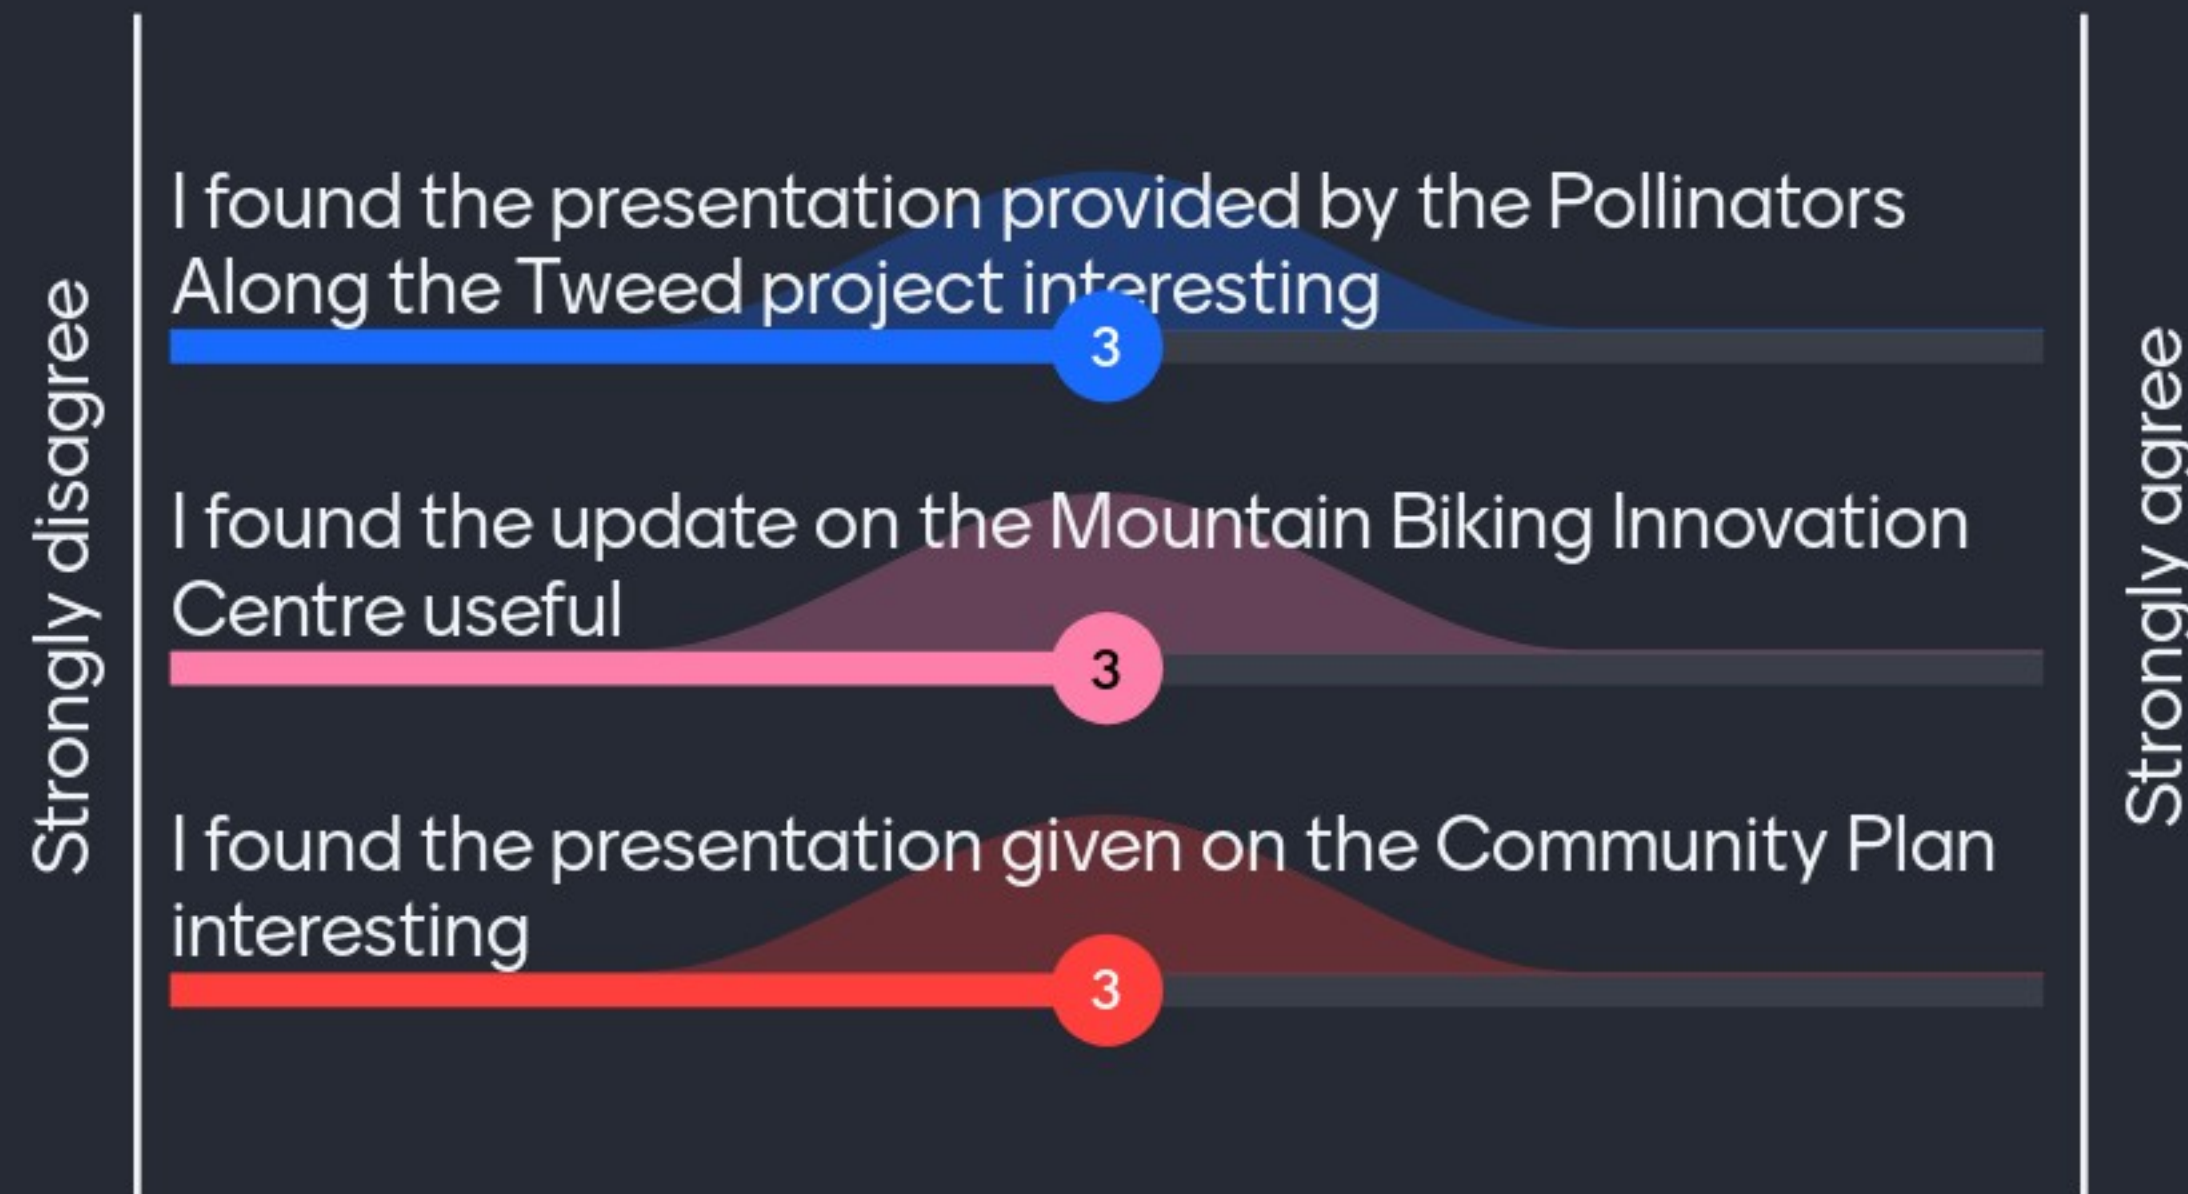 Strongly disagree
I found the presentation provided by the Pollinators
Along the Tweed project interesting
3
I found the update on the Mountain Biking Innovation
Centre useful
3
I found the presentation given on the Community Plan
interesting
3
Strongly agree